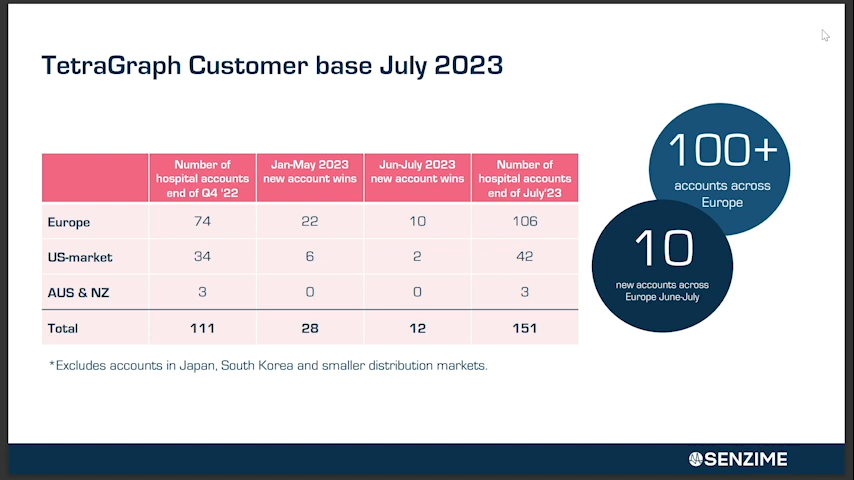 TetraGraph Customer base July 2023
Number of hospital accounts end of Q4 '22 Jan-May 2023 new account wins Jun-July 2023 new account wins Number of hospital accounts end of July'23
Europe 74 22 10 106
US-market 34 6 2 42
AUS & NZ 3 0 0 3
Total 111 28 12 151
*Excludes accounts in Japan, South Korea and smaller distribution markets.
100+
accounts across
Europe
10
new accounts across
Europe June-July
SENZIME